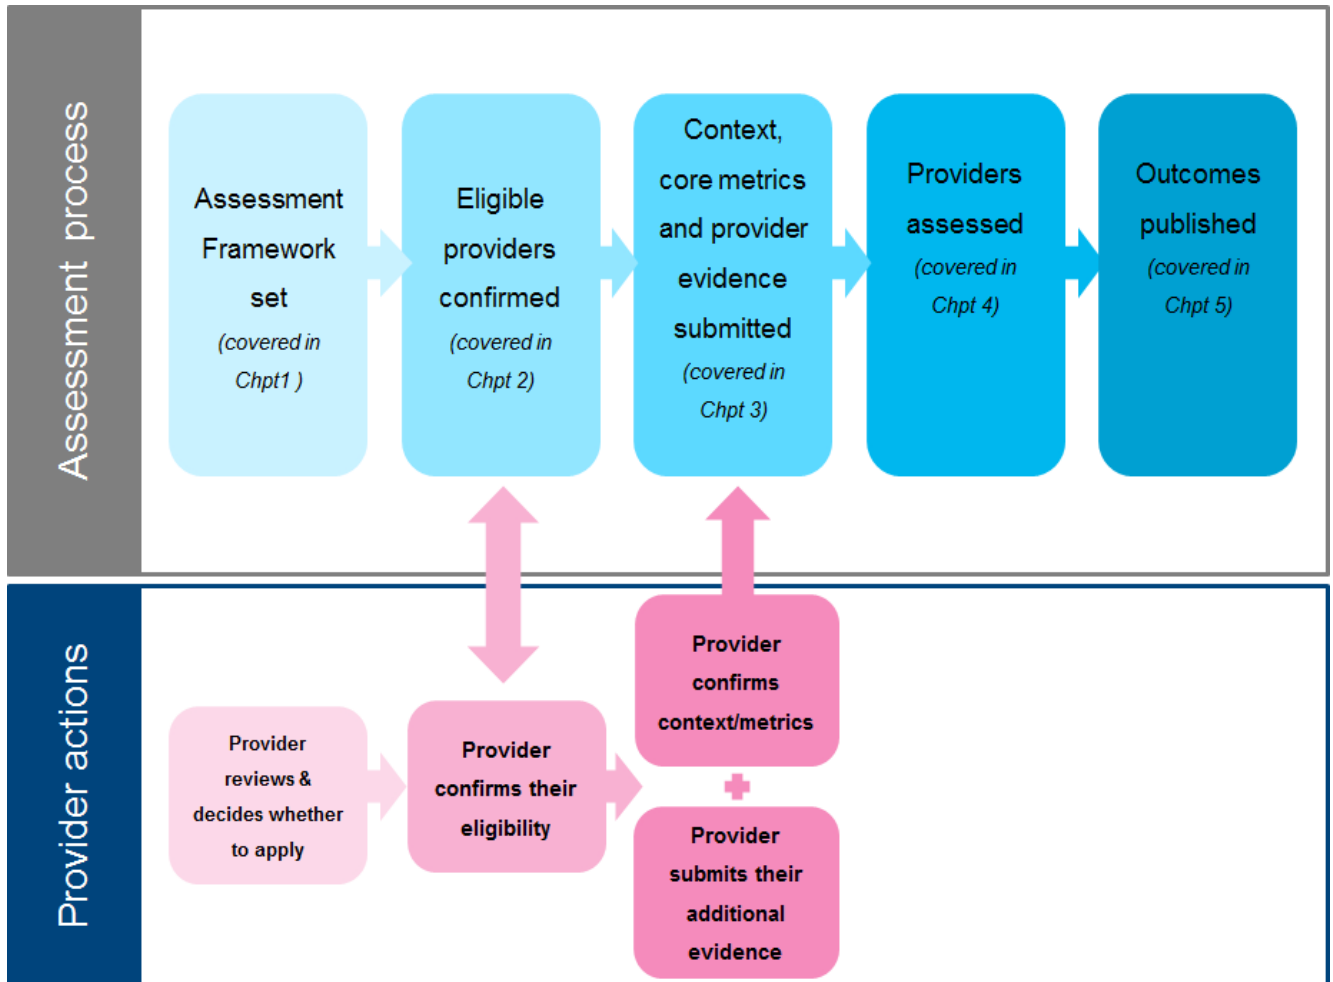 Assessment process
Assessment
Framework
set
(covered in
Chpt1 )
Eligible
providers
confirmed
(covered in
Chpt 2)
Context,
core metrics
and provider
evidence
submitted
(covered in
Chpt 3)
Providers
assessed
(covered in
Chpt 4)
Outcomes
published
(covered in
Chpt 5)
Provider actions
Provider
reviews &
decides whether
to apply
Provider
confirms their
eligibility
Provider
confirms
context/metrics
Provider
submits their
additional
evidence